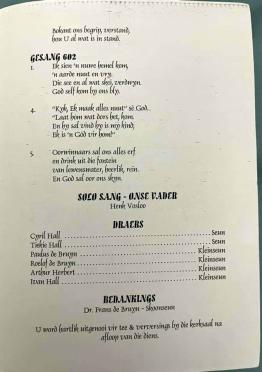 Bokant ons begrip, verstand,
hou U al wat is in stand.
GESANG 602
1. Ek sien 'n nuwe hemel kom,
'n aarde nuut en vry.
Die see en al wat skei, verdwyn.
God self kom by ons bly.
4. "Kyk, Ek maak alles nuut" sê God.
"Laat hom wat dors het, kom.
En by sal vind hy is my kind;
Ek is 'n God vir hom!"
5. Oorwinnaars sal ons alles erf
en drink uit die fontein
van lewenswater, heerlik, rein.
En God sal oor ons skyn.
SOLO SANG - ONSE VADER
Henk Vosloo
DRAERS
Cyril Hall Seun
Tinkie Hall Seun
Paulus de Bruyn Kleinseun
Roelof de Bruyn Kleinseun
Arthur Herbert Kleinseun
Ivan Hall Kleinseun
BEDANKINGS
Dr. Frans de Bruyn - Skoonseun
U word hartlik uitgenooi vir tee & verversings by die kerksaal na
afloop van die diens.